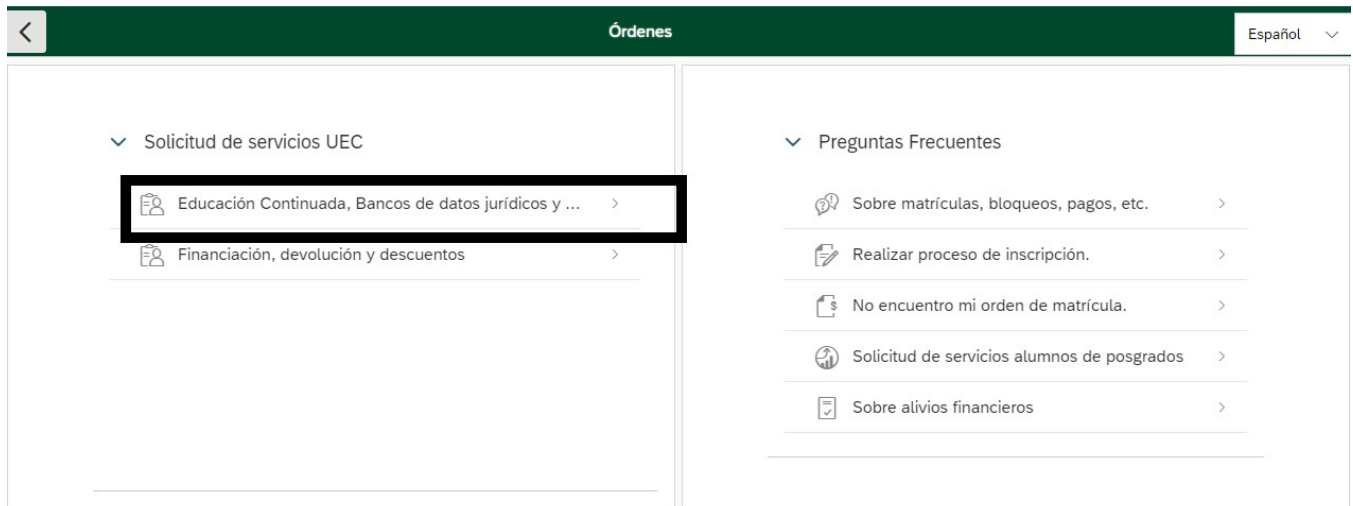 Órdenes
Español
Solicitud de servicios UEC
Educación Continuada, Bancos de datos jurídicos y ...
Financiación, devolución y descuentos
Preguntas Frecuentes
Sobre matrículas, bloqueos, pagos, etc.
Realizar proceso de inscripción.
No encuentro mi orden de matrícula.
Solicitud de servicios alumnos de posgrados
Sobre alivios financieros